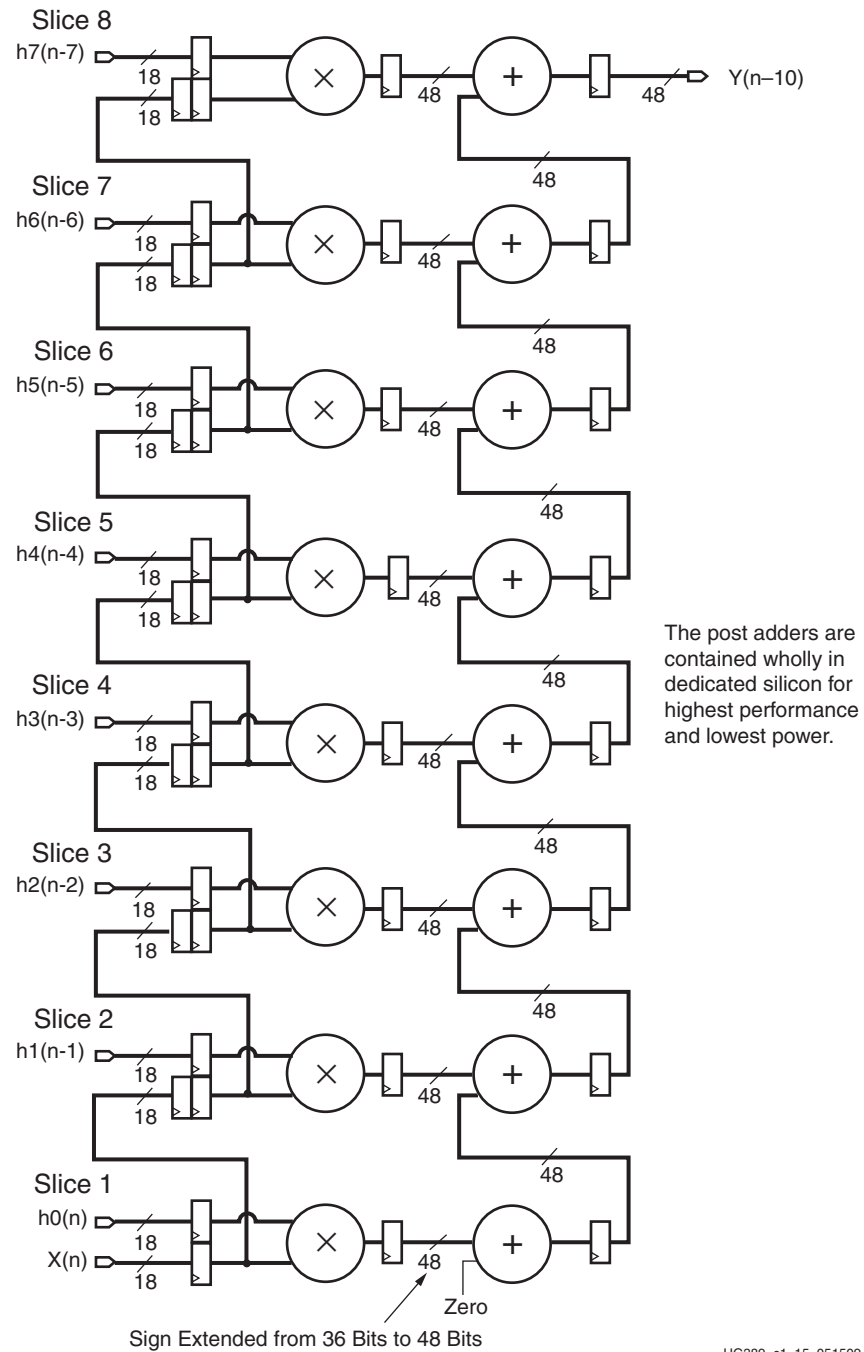 Slice 8
h7(n-7)
18
18
×
48
+
48
Y(n–10)
48
Slice 7
h6(n-6)
18
18
×
48
+
48
Slice 6
h5(n-5)
18
18
×
48
+
48
Slice 5
h4(n-4)
18
18
×
48
+
48
The post adders are
contained wholly in
dedicated silicon for
highest performance
and lowest power.
Slice 4
h3(n-3)
18
18
×
48
+
48
Slice 3
h2(n-2)
18
18
×
48
+
48
Slice 2
h1(n-1)
18
18
×
48
+
48
Slice 1
h0(n)
18
X(n)
18
×
48
+
Zero
Sign Extended from 36 Bits to 48 Bits